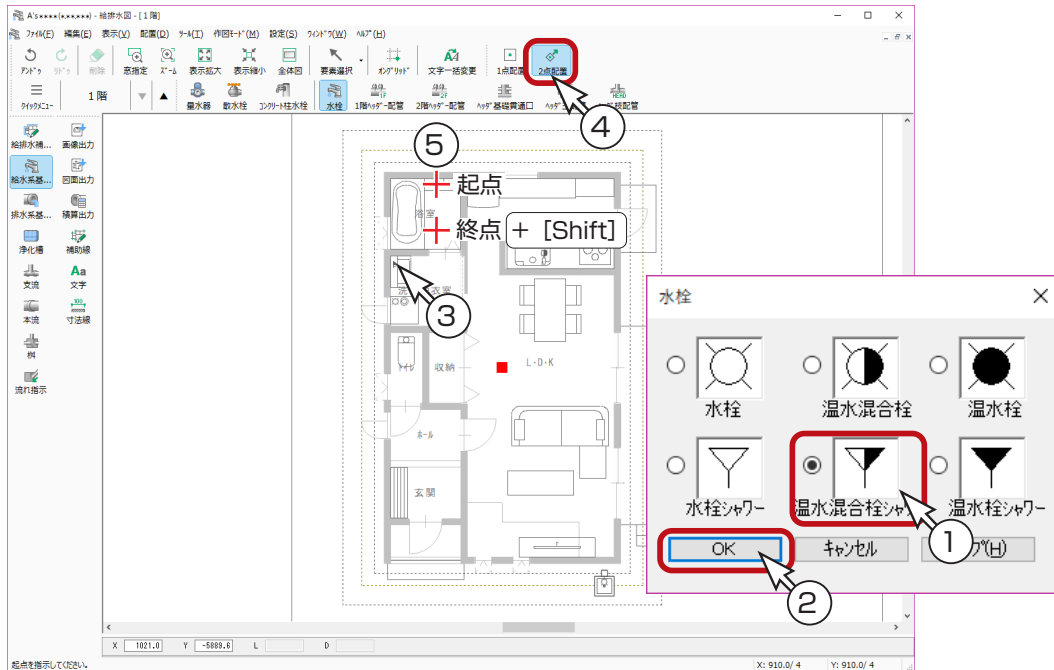 A's****(*,**,***) - 給排水図 - [1階]
ファイル(F) 編集(E) 表示(V) 配置(D) ツール(T) 作図モード(M) 設定(S) ウィンドウ(W) ヘルプ(H)
アンドゥ リドゥ 削除 窓指定 ズーム 表示拡大 表示縮小 全体図 要素選択 オングリッド 文字一括変更 1点配置 2点配置
クイックメニュー 1階 量水器 散水栓 コンクリート柱水栓 水栓 1階ヘッダー配管 2階ヘッダー配管 ヘッダ基礎貫通口
給排水補... 画像出力
給水系基... 図面出力
排水系基... 積算出力
浄化槽 補助線
支流 文字
本流 寸法線
桝
流れ指示
④
⑤
起点
浴室
終点 + [Shift]
③
洗 衣室
トイレ 収納 L・D・K
ホール
玄関
水栓
水栓 温水混合栓 温水栓
水栓シャワー 温水混合栓シャワ 温水栓シャワー
①
OK キャンセル プ(H)
②
X 1021.0 Y -5889.6 L D
起点を指示してください。 X: 910.0/ 4 Y: 910.0/ 4